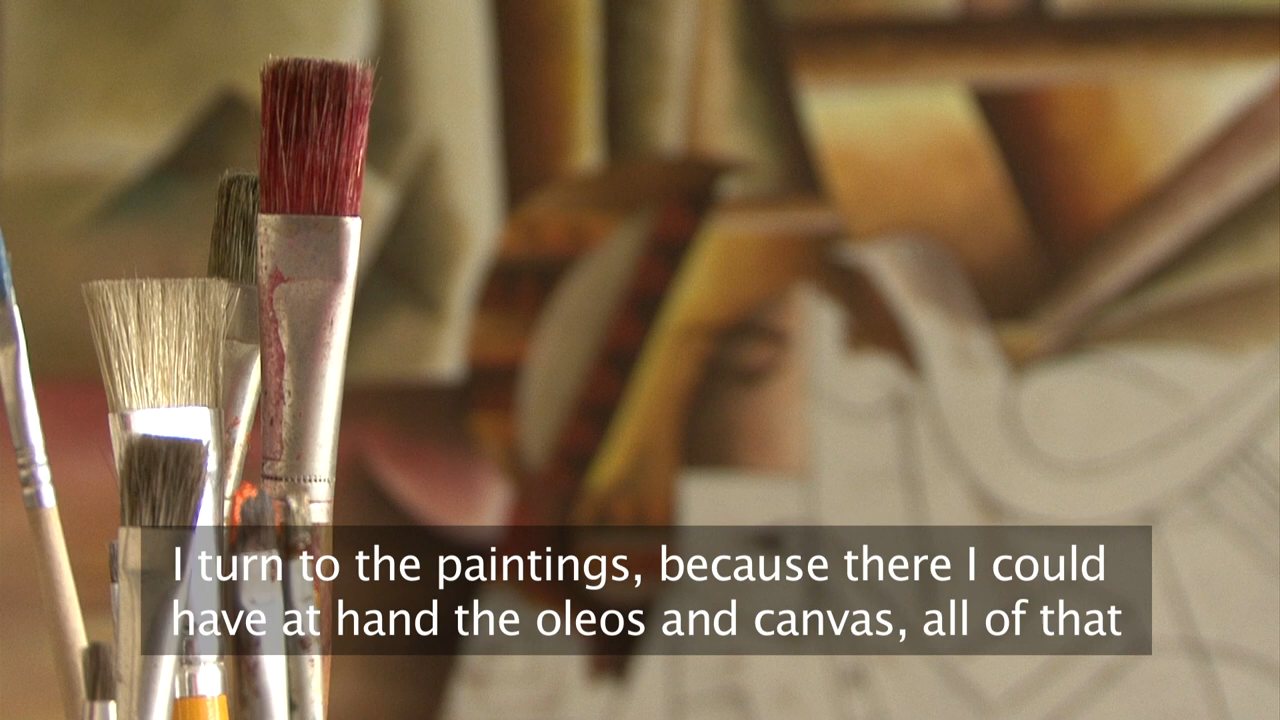 I turn to the paintings, because there I could
have at hand the oleos and canvas, all of that